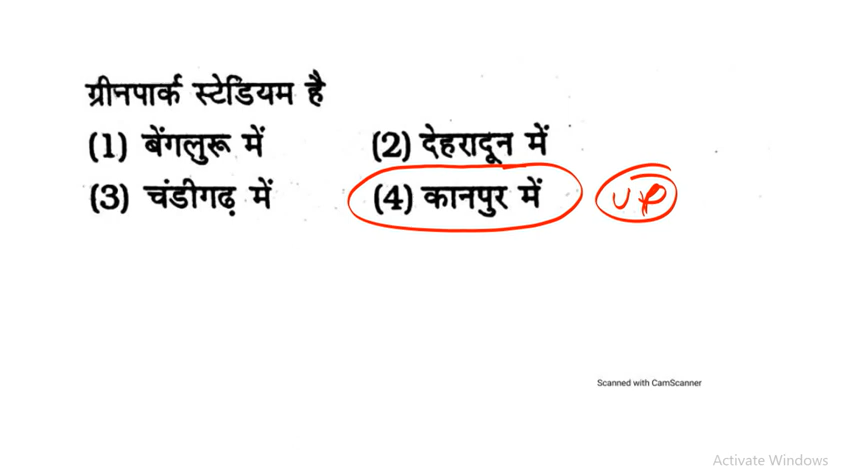 ग्रीनपार्क स्टेडियम है
(1) बेंगलुरू में (2) देहरादून में
(3) चंडीगढ़ में (4) कानपुर में UP
Scanned with CamScanner
Activate Windows